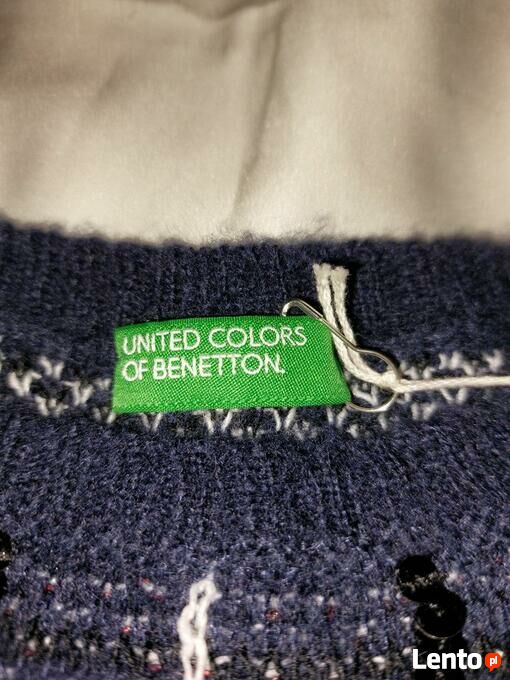 UNITED COLORS
OF BENETTON.
Lento pl